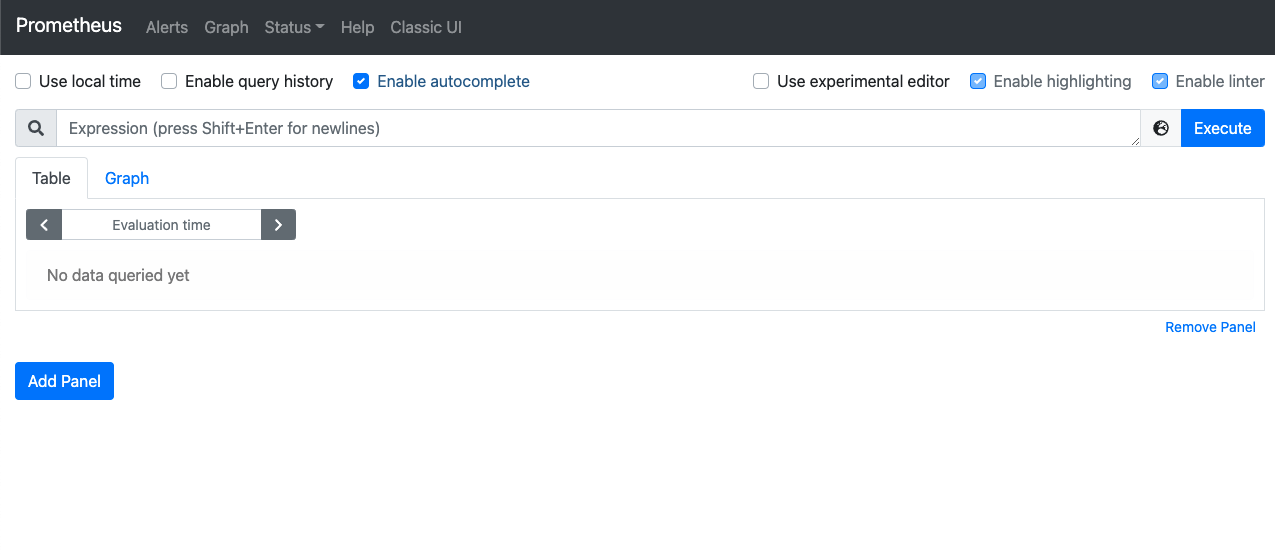 Prometheus Alerts Graph Status Help Classic UI
Use local time Enable query history Enable autocomplete Use experimental editor Enable highlighting Enable linter
Expression (press Shift+Enter for newlines) Execute
Table Graph
Evaluation time
No data queried yet
Remove Panel
Add Panel